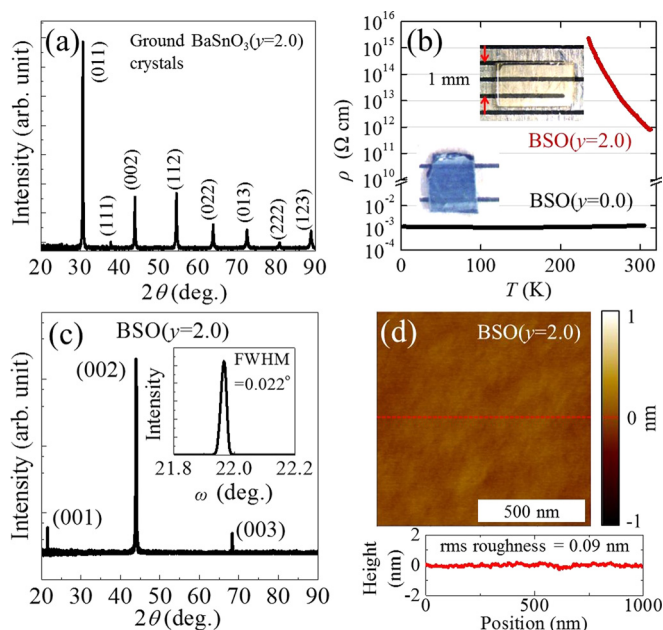 (a)
Ground BaSnO3(y=2.0)
crystals
(011)
(111)
(002)
(112)
(022)
(013)
(222)
(123)
Intensity (arb. unit)
20 30 40 50 60 70 80 90
2θ (deg.)
(b)
10^16
10^15
10^14
10^13
10^12
10^11
10^10
10^-2
10^-3
10^-4
ρ (Ω cm)
1 mm
BSO(y=2.0)
BSO(y=0.0)
0 100 200 300
T (K)
(c)
BSO(y=2.0)
(002)
(001)
(003)
Intensity (arb. unit)
20 30 40 50 60 70 80 90
2θ (deg.)
FWHM
=0.022°
Intensity
21.8 22.0 22.2
ω (deg.)
(d)
BSO(y=2.0)
500 nm
1
0
-1
nm
rms roughness = 0.09 nm
2
0
-2
Height
(nm)
0 500 1000
Position (nm)